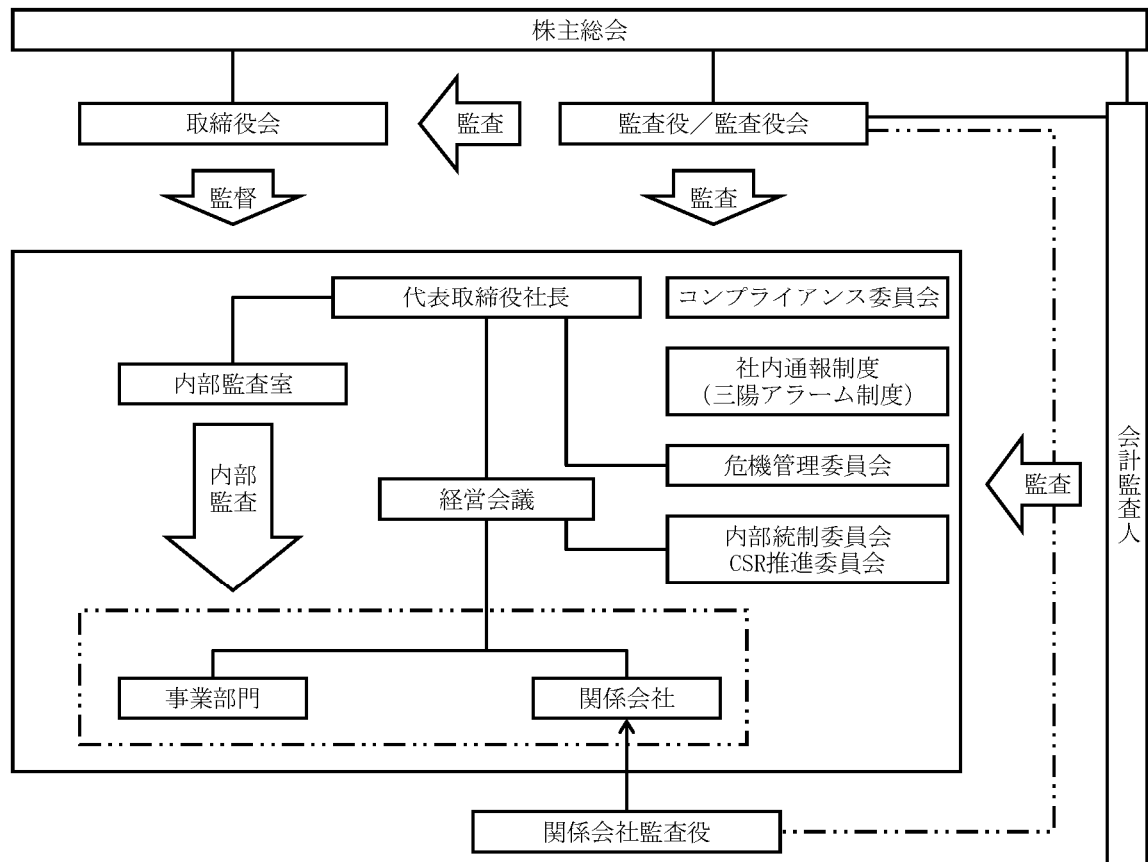 株主総会
取締役会
監査
監査役／監査役会
監督
監査
代表取締役社長
コンプライアンス委員会
内部監査室
社内通報制度
（三陽アラーム制度）
内部
監査
危機管理委員会
監査
会計監査人
経営会議
内部統制委員会
CSR推進委員会
事業部門
関係会社
関係会社監査役